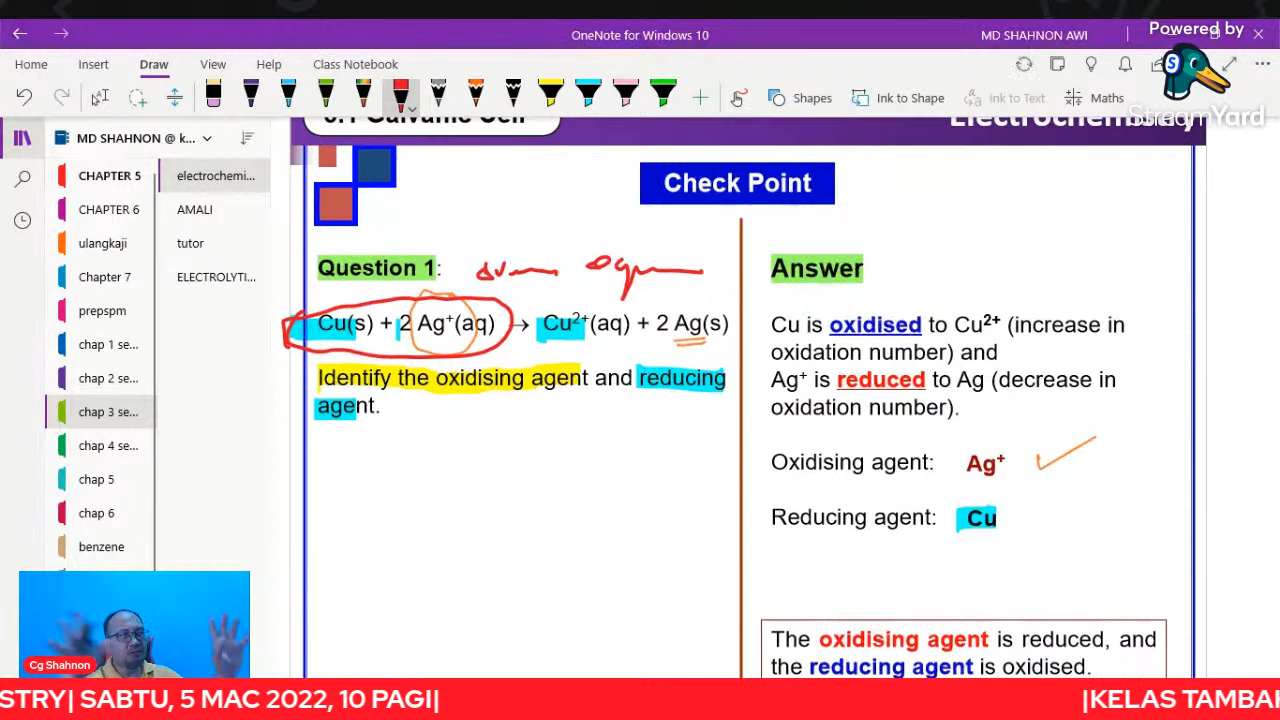 OneNote for Windows 10
MD SHAHNON AWI
Powered by
StreamYard
Home Insert Draw View Help Class Notebook
Shapes Ink to Shape Ink to Text Maths
MD SHAHNON @ k...
CHAPTER 5
CHAPTER 6
ulangkaji
Chapter 7
prepspm
chap 1 se...
chap 2 se...
chap 3 se...
chap 4 se...
chap 5
chap 6
benzene
electrochemi...
AMALI
tutor
ELECTROLYTI...
Galvanic Cell
Check Point
Question 1:
Cu(s) + 2 Ag⁺(aq) → Cu²⁺(aq) + 2 Ag(s)
Identify the oxidising agent and reducing
agent.
Answer
Cu is oxidised to Cu²⁺ (increase in
oxidation number) and
Ag⁺ is reduced to Ag (decrease in
oxidation number).
Oxidising agent: Ag⁺
Reducing agent: Cu
The oxidising agent is reduced, and
the reducing agent is oxidised.
Cg Shahnon
STRY| SABTU, 5 MAC 2022, 10 PAGI|| |KELAS TAMBAH